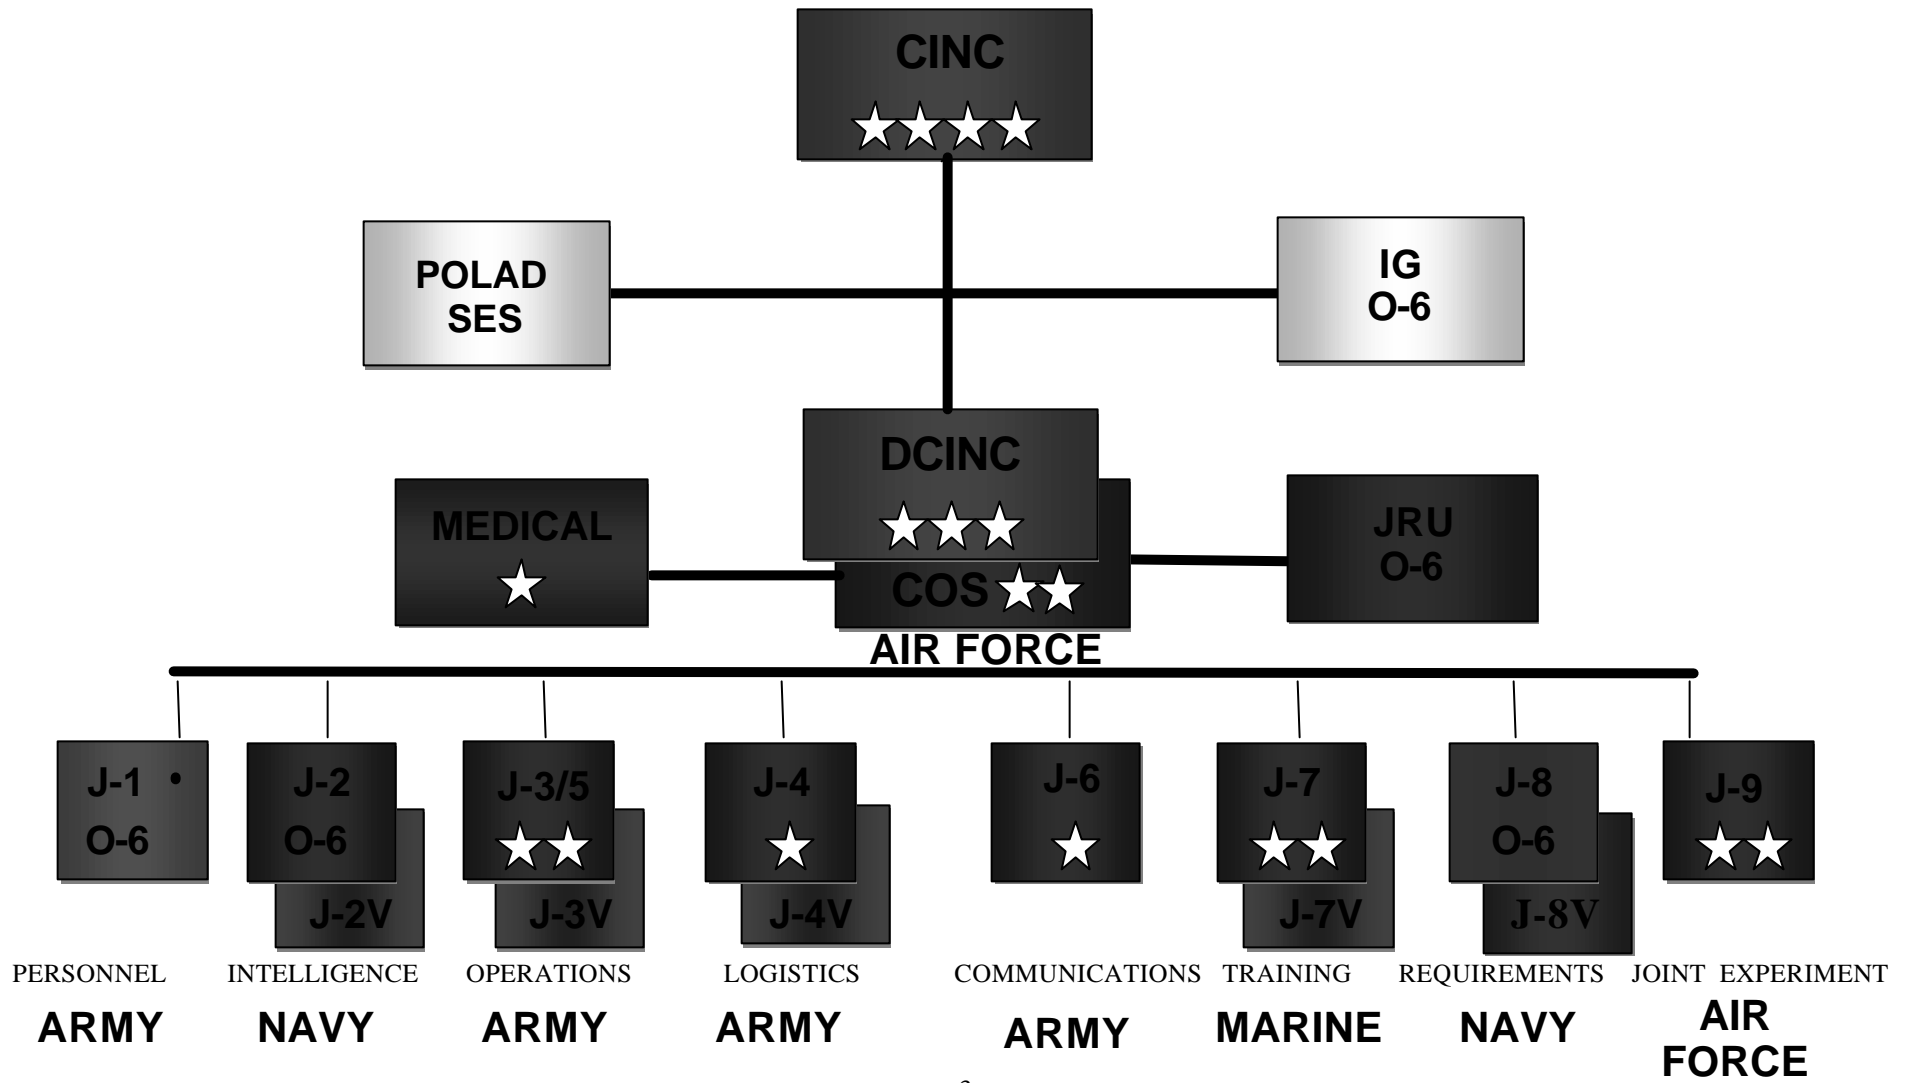 CINC
POLAD
SES
IG
O-6
DCINC
MEDICAL
JRU
O-6
COS
AIR FORCE
J-1 •
O-6
J-2
O-6
J-2V
J-3/5
J-3V
J-4
J-4V
J-6
J-7
J-7V
J-8
O-6
J-8V
J-9
PERSONNEL
INTELLIGENCE
OPERATIONS
LOGISTICS
COMMUNICATIONS
TRAINING
REQUIREMENTS
JOINT EXPERIMENT
ARMY
NAVY
ARMY
ARMY
ARMY
MARINE
NAVY
AIR
FORCE